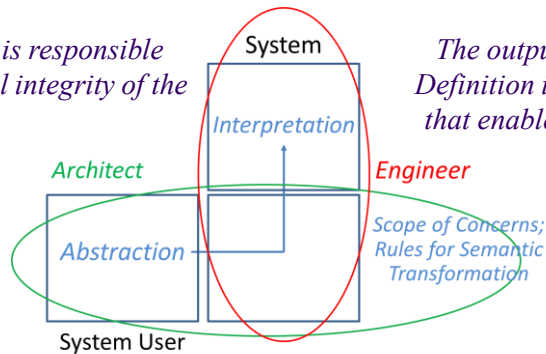 is responsible
l integrity of the
System
The outpu
Definition i
that enable
Interpretation
Architect
Engineer
Abstraction
Scope of Concerns;
Rules for Semantic
Transformation
System User